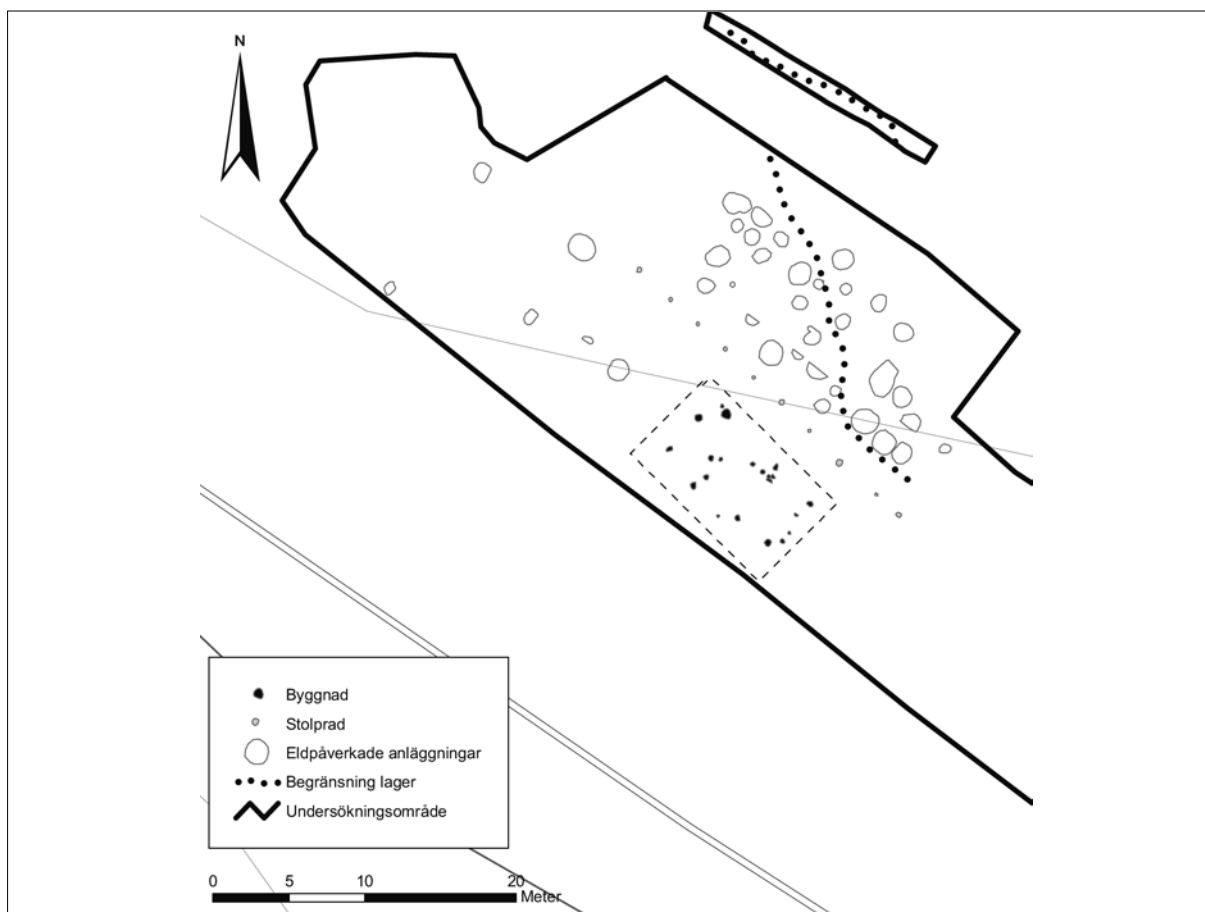 N
Byggnad
Stolprad
Eldpåverkade anläggningar
Begränsning lager
Undersökningsområde
0 5 10 20 Meter